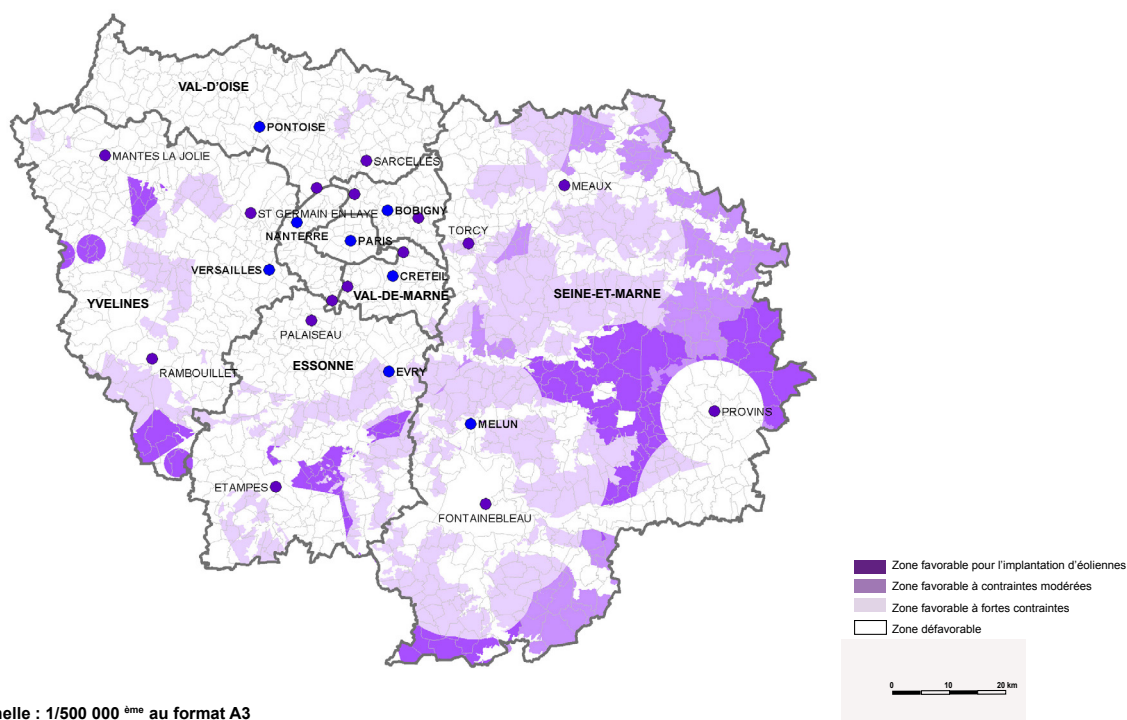 VAL-D'OISE
PONTOISE
MANTES LA JOLIE
SARCELLES
MEAUX
ST GERMAIN EN LAYE
BOBIGNY
NANTERRE
TORCY
PARIS
VERSAILLES
CRETEIL
VAL-DE-MARNE
SEINE-ET-MARNE
YVELINES
PALAISEAU
ESSONNE
RAMBOUILLET
EVRY
PROVINS
MELUN
ETAMPES
FONTAINEBLEAU
Zone favorable pour l'implantation d'éoliennes
Zone favorable à contraintes modérées
Zone favorable à fortes contraintes
Zone défavorable
0 10 20 km
elle : 1/500 000 ème au format A3